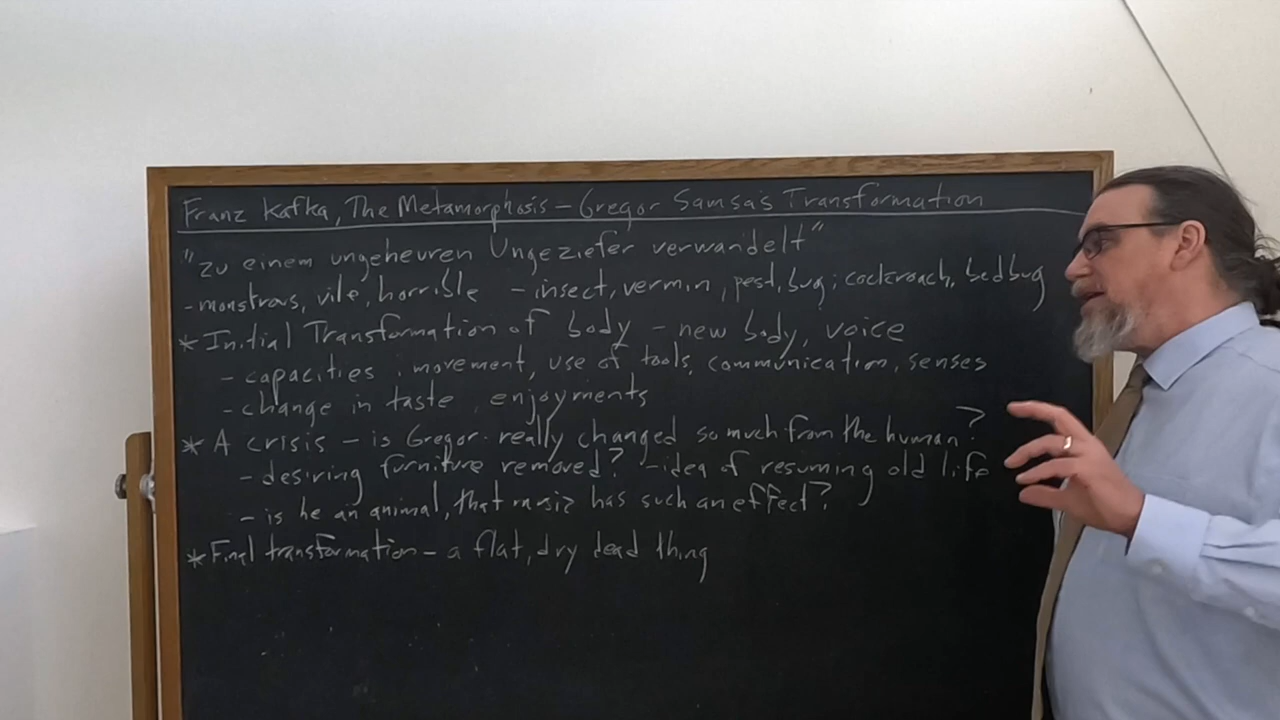 Franz Kafka, The Metamorphosis - Gregor Samsa's Transformation
"zu einem ungeheuren Ungeziefer verwandelt"
- monstrous, vile, horrible - insect, vermin, pest, bug; cockroach, bedbug
* Initial Transformation of body - new body, voice
- capacities, movement, use of tools, communication, senses
- change in taste, enjoyments
* A crisis - is Gregor really changed so much from the human?
- desiring furniture removed? - idea of resuming old life
- is he an animal, that music has such an effect?
* Final transformation - a flat, dry dead thing